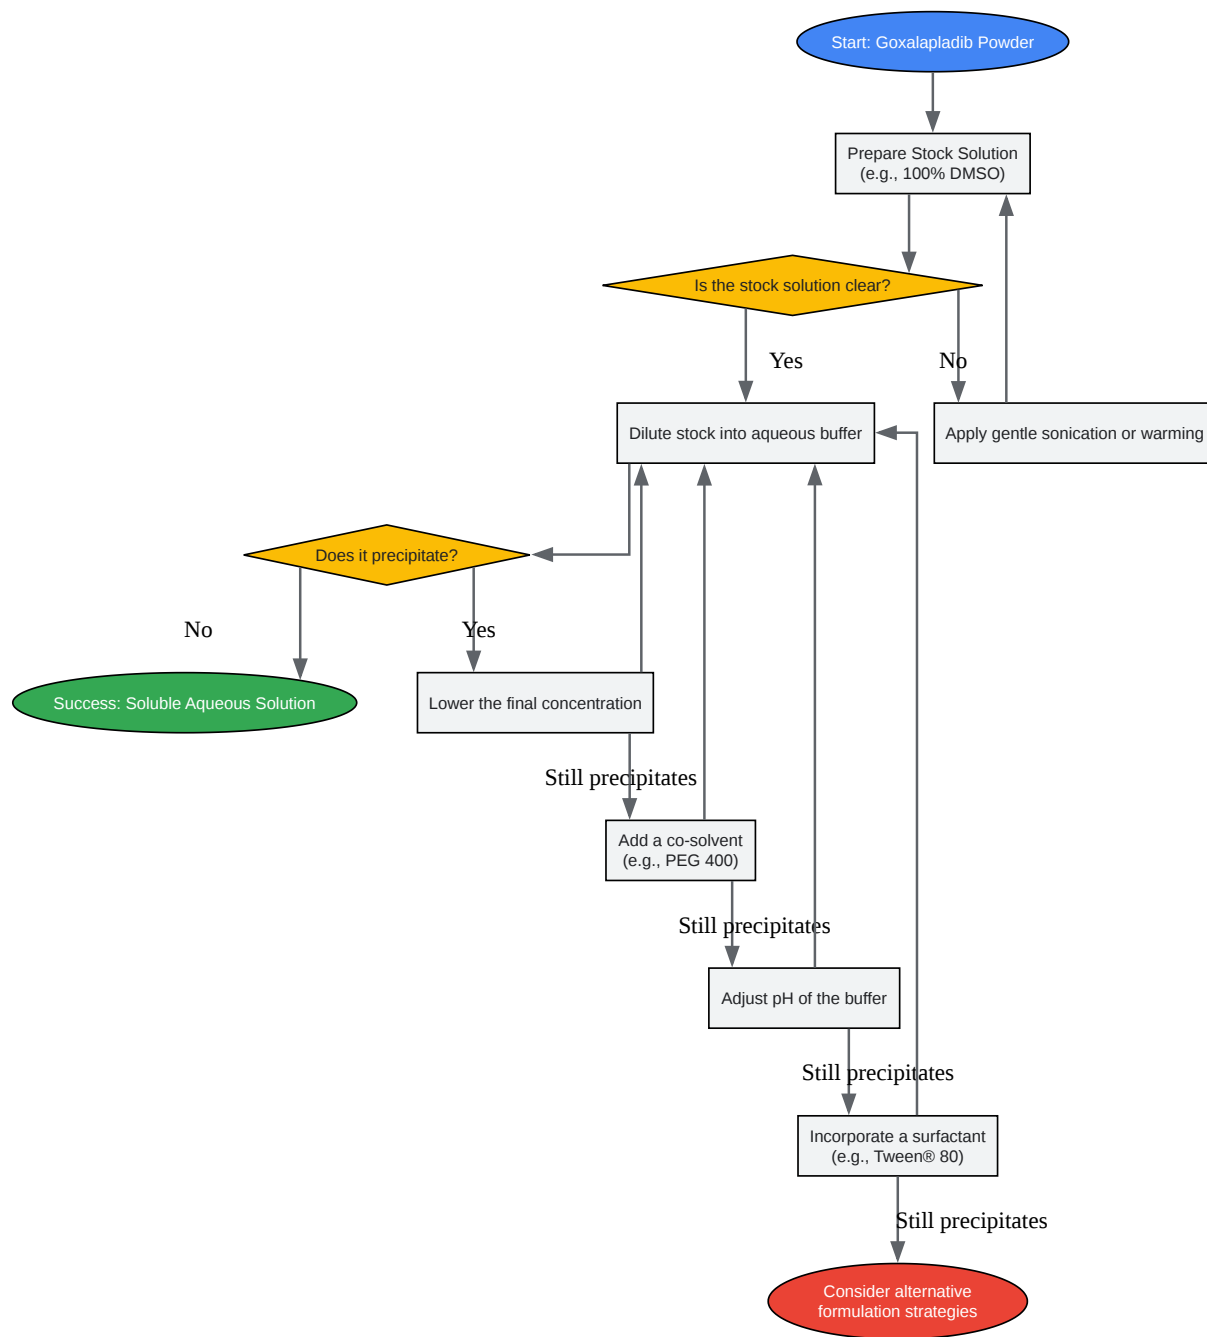 Start: Goxalapladib Powder
Prepare Stock Solution
(e.g., 100% DMSO)
Is the stock solution clear?
Yes
No
Dilute stock into aqueous buffer
Apply gentle sonication or warming
Does it precipitate?
No
Yes
Success: Soluble Aqueous Solution
Lower the final concentration
Still precipitates
Add a co-solvent
(e.g., PEG 400)
Still precipitates
Adjust pH of the buffer
Still precipitates
Incorporate a surfactant
(e.g., Tween® 80)
Still precipitates
Consider alternative
formulation strategies